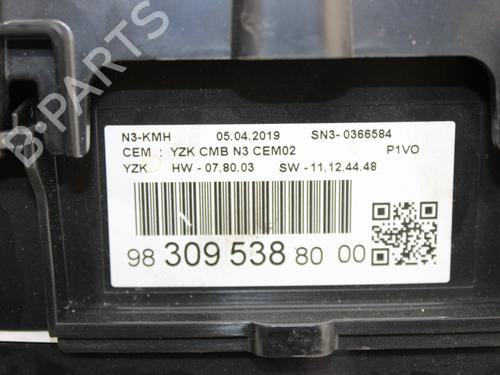 B-PARTS
N3-KMH 05.04.2019 SN3- 0366584
CEM : YZK CMB N3 CEM02 P1VO
YZK HW - 07.80.03 SW - 11.12.44.48
98 309 538 80 00